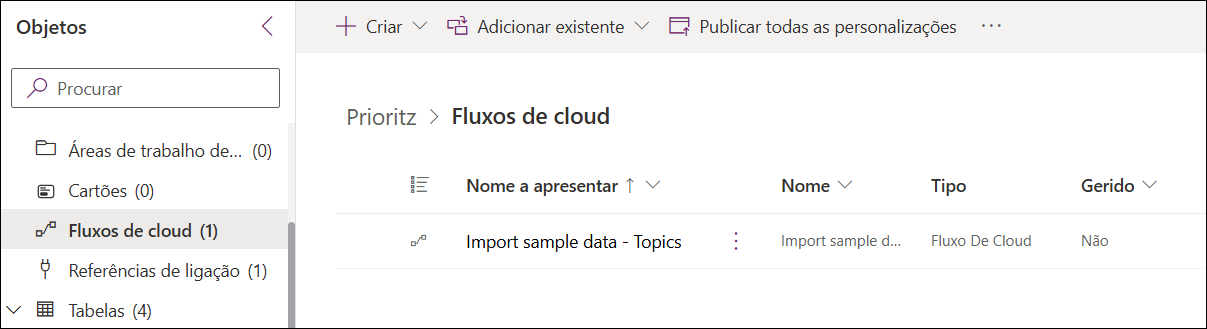 Objetos
Procurar
Áreas de trabalho de... (0)
Cartões (0)
Fluxos de cloud (1)
Referências de ligação (1)
Tabelas (4)
Criar Adicionar existente Publicar todas as personalizações ...
Prioritz > Fluxos de cloud
Nome a apresentar ↑ Nome Tipo Gerido
Import sample data - Topics Import sample d... Fluxo De Cloud Não